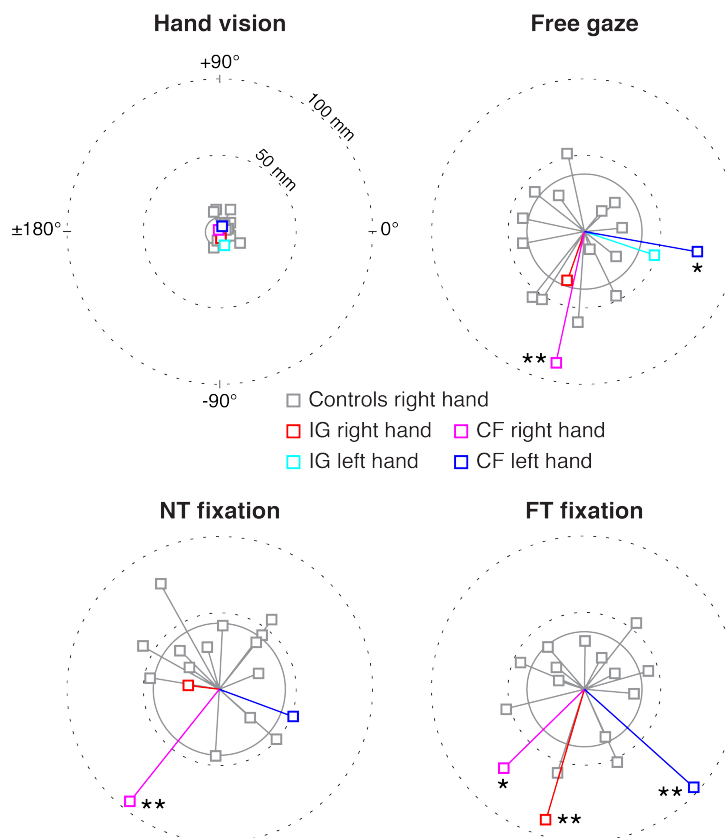 Hand vision
Free gaze
+90°
100 mm
50 mm
±180°
0°
-90°
*
**
Controls right hand
IG right hand
CF right hand
IG left hand
CF left hand
NT fixation
FT fixation
**
*
**
**